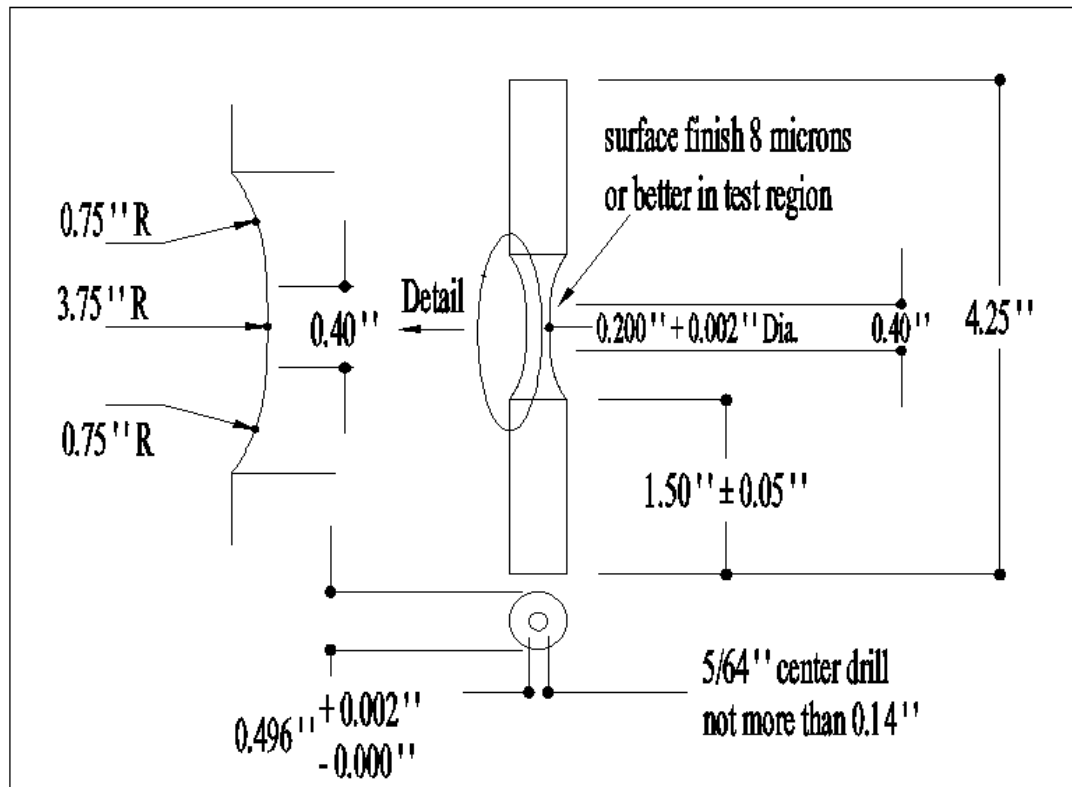 surface finish 8 microns
or better in test region
0.75" R
3.75" R
0.40"
Detail
0.200" + 0.002" Dia.
0.40"
4.25"
0.75" R
1.50" ± 0.05"
0.496" + 0.002"
- 0.000"
5/64" center drill
not more than 0.14"